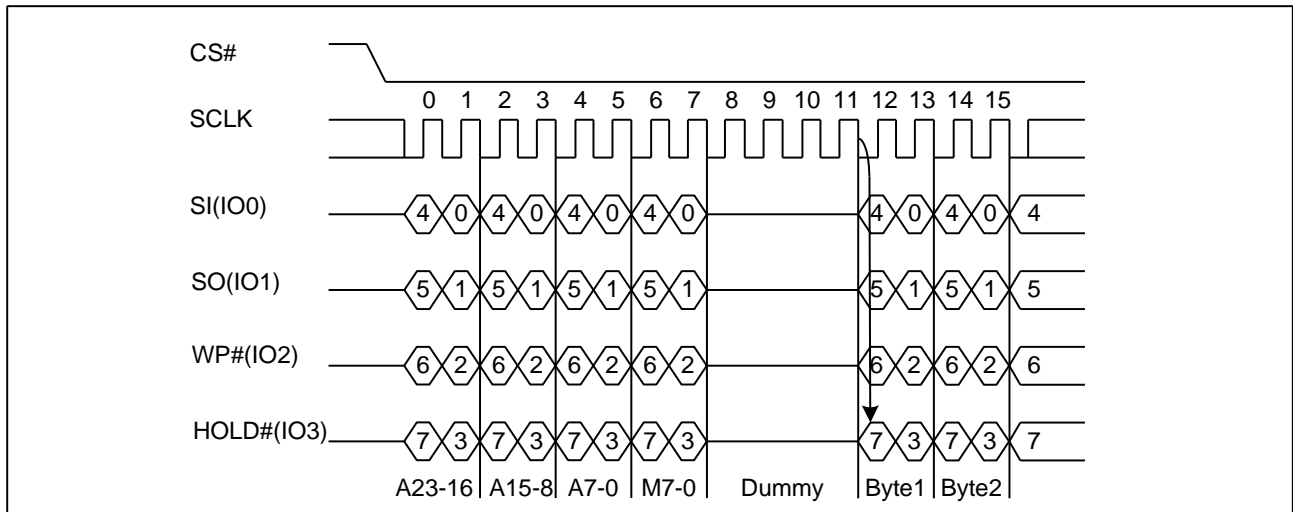 CS#
0 1 2 3 4 5 6 7 8 9 10 11 12 13 14 15
SCLK
SI(IO0) 4 0 4 0 4 0 4 0 4 0 4 0 4
SO(IO1) 5 1 5 1 5 1 5 1 5 1 5 1 5
WP#(IO2) 6 2 6 2 6 2 6 2 6 2 6 2 6
HOLD#(IO3) 7 3 7 3 7 3 7 3 7 3 7 3 7
A23-16 A15-8 A7-0 M7-0 Dummy Byte1 Byte2